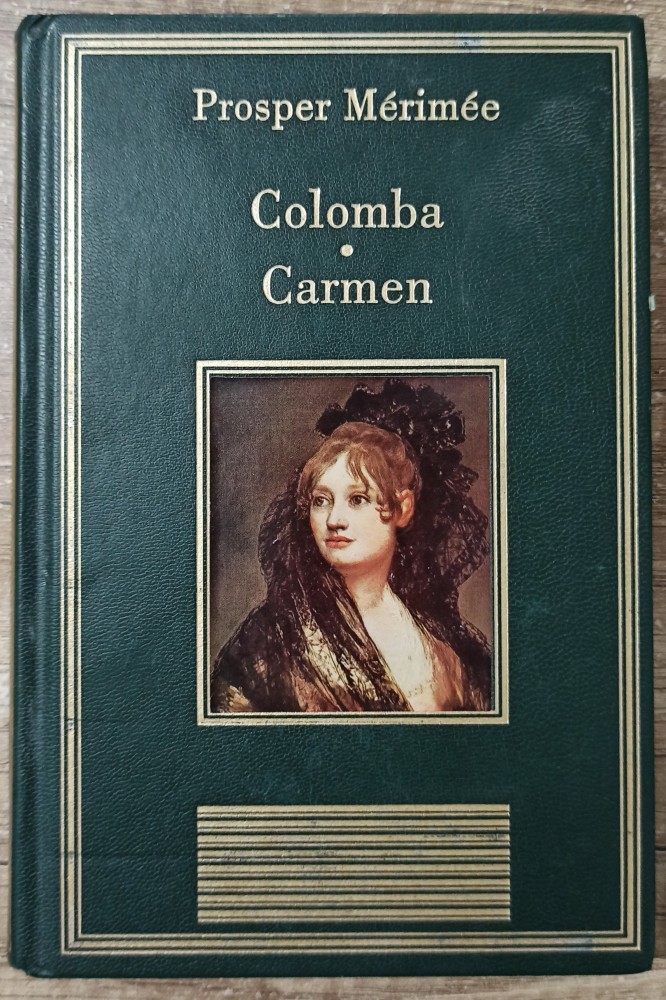 Prosper Mérimée
Colomba
•
Carmen